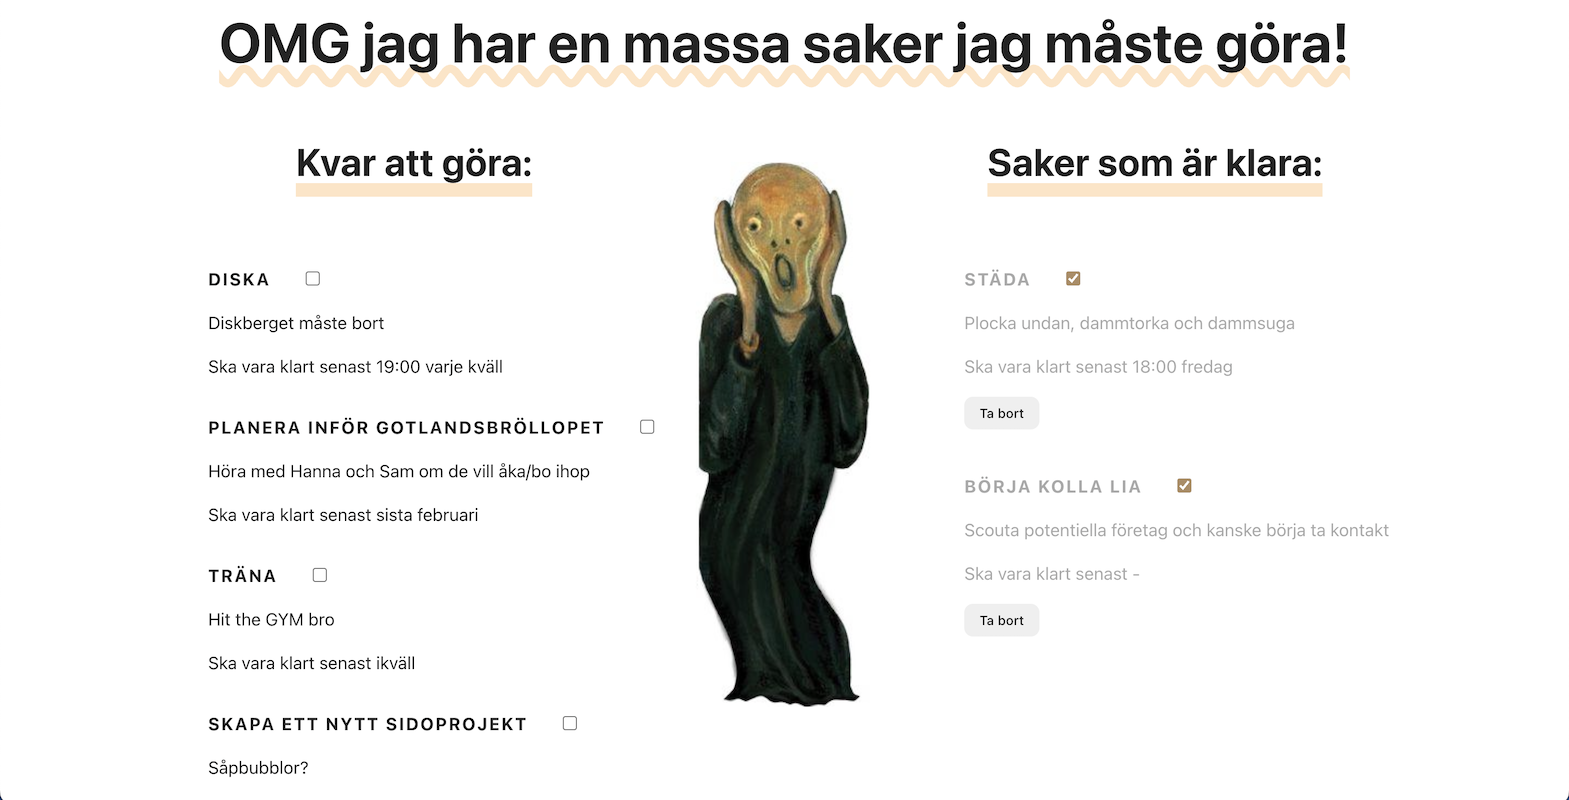 OMG jag har en massa saker jag måste göra!
Kvar att göra:
DISKA
Diskberget måste bort
Ska vara klart senast 19:00 varje kväll
PLANERA INFÖR GOTLANDSBRÖLLOPET
Höra med Hanna och Sam om de vill åka/bo ihop
Ska vara klart senast sista februari
TRÄNA
Hit the GYM bro
Ska vara klart senast ikväll
SKAPA ETT NYTT SIDOPROJEKT
Såpbubblor?
Saker som är klara:
STÄDA
Plocka undan, dammtorka och dammsuga
Ska vara klart senast 18:00 fredag
Ta bort
BÖRJA KOLLA LIA
Scouta potentiella företag och kanske börja ta kontakt
Ska vara klart senast -
Ta bort